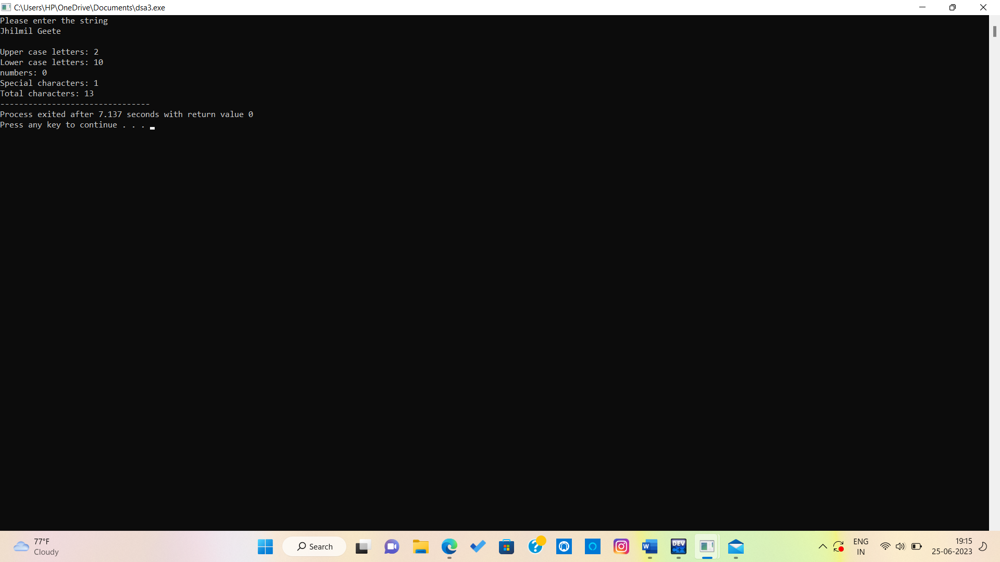 C:\Users\HP\OneDrive\Documents\dsa3.exe
Please enter the string
Jhilmil Geete
Upper case letters: 2
Lower case letters: 10
numbers: 0
Special characters: 1
Total characters: 13
--------------------------------
Process exited after 7.137 seconds with return value 0
Press any key to continue . . .
77°F
Cloudy
Search
W
DEV
C++
ENG
IN
19:15
25-06-2023